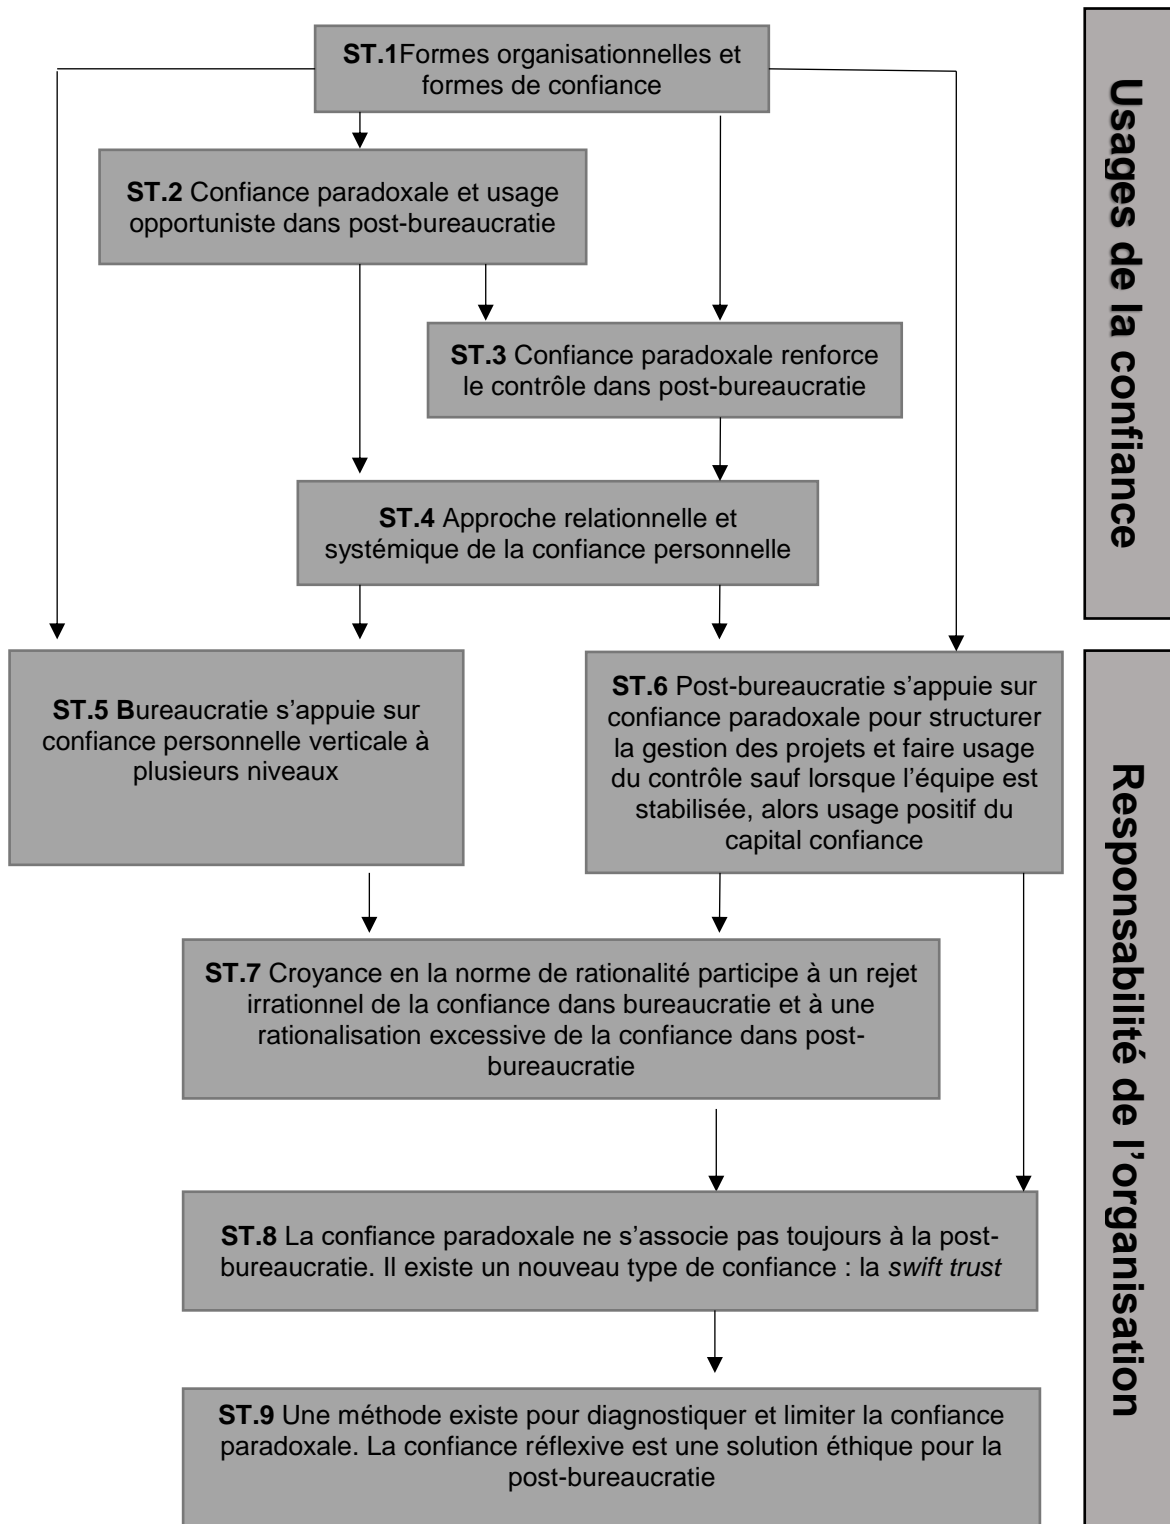 ST.1Formes organisationnelles et
formes de confiance
ST.2 Confiance paradoxale et usage
opportuniste dans post-bureaucratie
ST.3 Confiance paradoxale renforce
le contrôle dans post-bureaucratie
ST.4 Approche relationnelle et
systémique de la confiance personnelle
Usages de la confiance
ST.5 Bureaucratie s’appuie sur
confiance personnelle verticale à
plusieurs niveaux
ST.6 Post-bureaucratie s’appuie sur
confiance paradoxale pour structurer
la gestion des projets et faire usage
du contrôle sauf lorsque l’équipe est
stabilisée, alors usage positif du
capital confiance
ST.7 Croyance en la norme de rationalité participe à un rejet
irrationnel de la confiance dans bureaucratie et à une
rationalisation excessive de la confiance dans post-
bureaucratie
ST.8 La confiance paradoxale ne s’associe pas toujours à la post-
bureaucratie. Il existe un nouveau type de confiance : la swift trust
ST.9 Une méthode existe pour diagnostiquer et limiter la confiance
paradoxale. La confiance réflexive est une solution éthique pour la
post-bureaucratie
Responsabilité de l’organisation